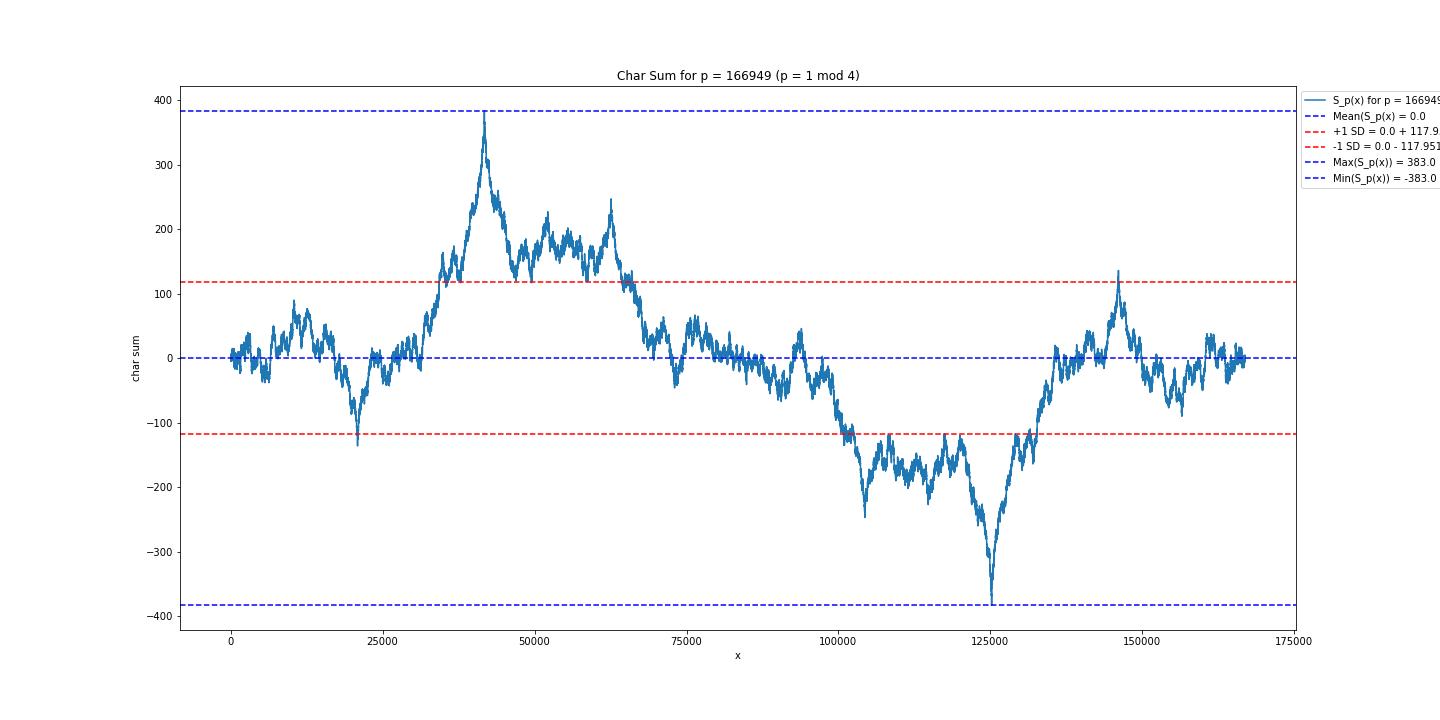 Char Sum for p = 166949 (p = 1 mod 4)
400
300
200
100
0
−100
−200
−300
−400
char sum
0
25000
50000
75000
100000
125000
150000
175000
x
S_p(x) for p = 166949
Mean(S_p(x) = 0.0
+1 SD = 0.0 + 117.9
-1 SD = 0.0 - 117.951
Max(S_p(x)) = 383.0
Min(S_p(x)) = -383.0